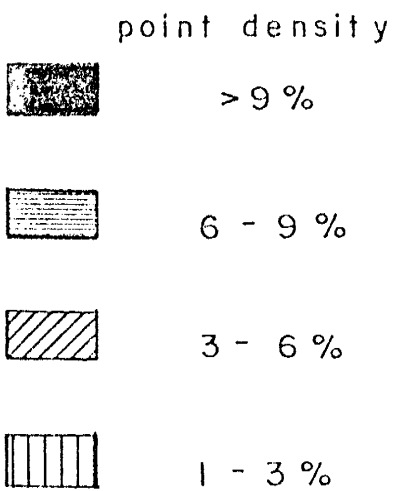 point density
> 9 %
6 - 9 %
3 - 6 %
1 - 3 %